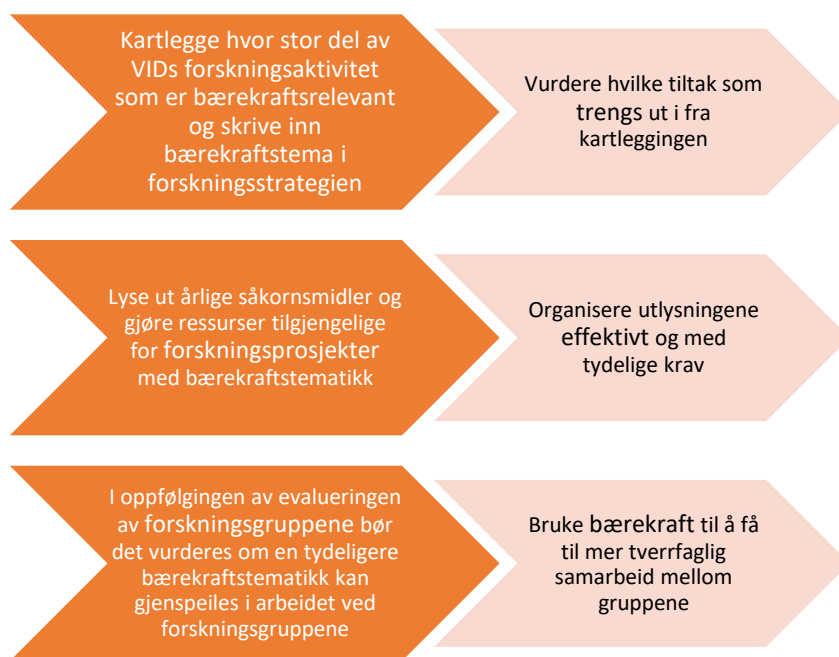 Kartlegge hvor stor del av
VIDs forskningsaktivitet
som er bærekraftsrelevant
og skrive inn
bærekraftstema i
forskningsstrategien
Vurdere hvilke tiltak som
trengs ut i fra
kartleggingen
Lyse ut årlige såkornsmidler og
gjøre ressurser tilgjengelige
for forskningsprosjekter
med bærekraftstematikk
Organisere utlysningene
effektivt og med
tydelige krav
I oppfølgingen av evalueringen
av forskningsgruppene bør
det vurderes om en tydeligere
bærekraftstematikk kan
gjenspeiles i arbeidet ved
forskningsgruppene
Bruke bærekraft til å få
til mer tverrfaglig
samarbeid mellom
gruppene